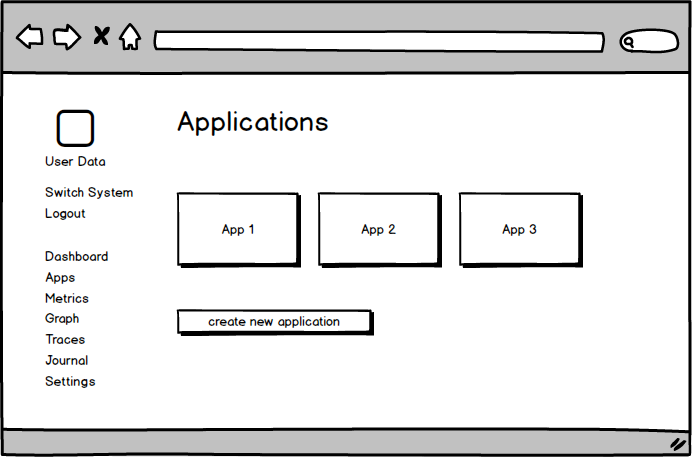 Applications
User Data
Switch System
Logout
Dashboard
Apps
Metrics
Graph
Traces
Journal
Settings
App 1
App 2
App 3
create new application